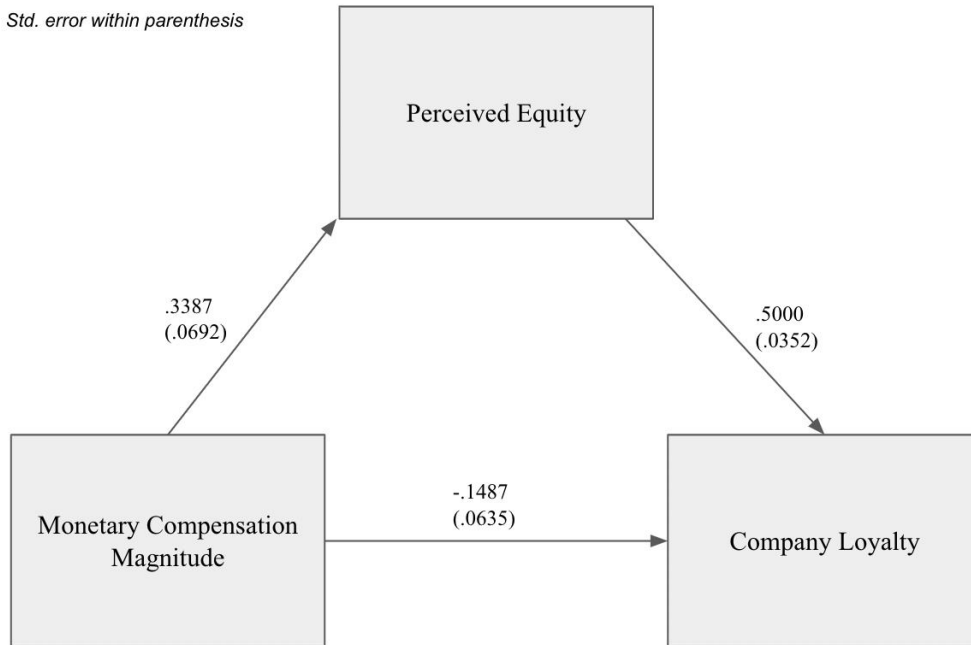 Std. error within parenthesis
Perceived Equity
.3387
(.0692)
.5000
(.0352)
-.1487
(.0635)
Monetary Compensation
Magnitude
Company Loyalty